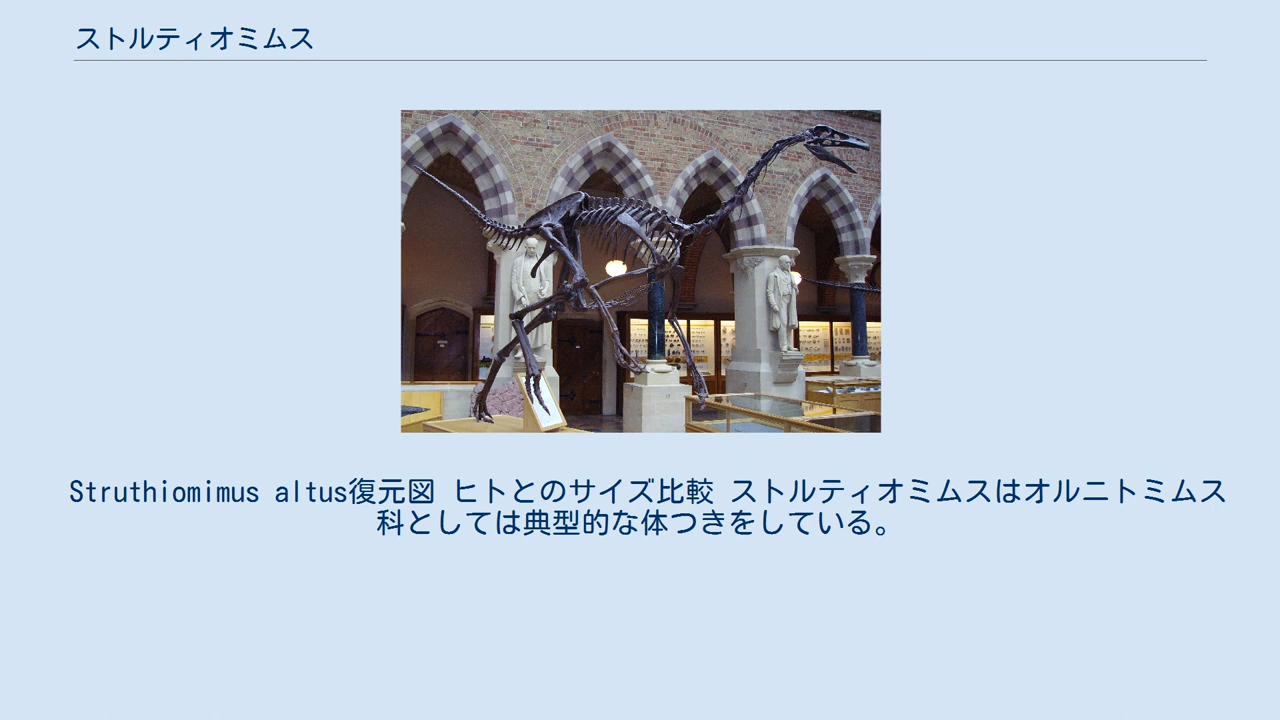 ストルティオミムス
Struthiomimus altus復元図 ヒトとのサイズ比較 ストルティオミムスはオルニトミムス
科としては典型的な体つきをしている。